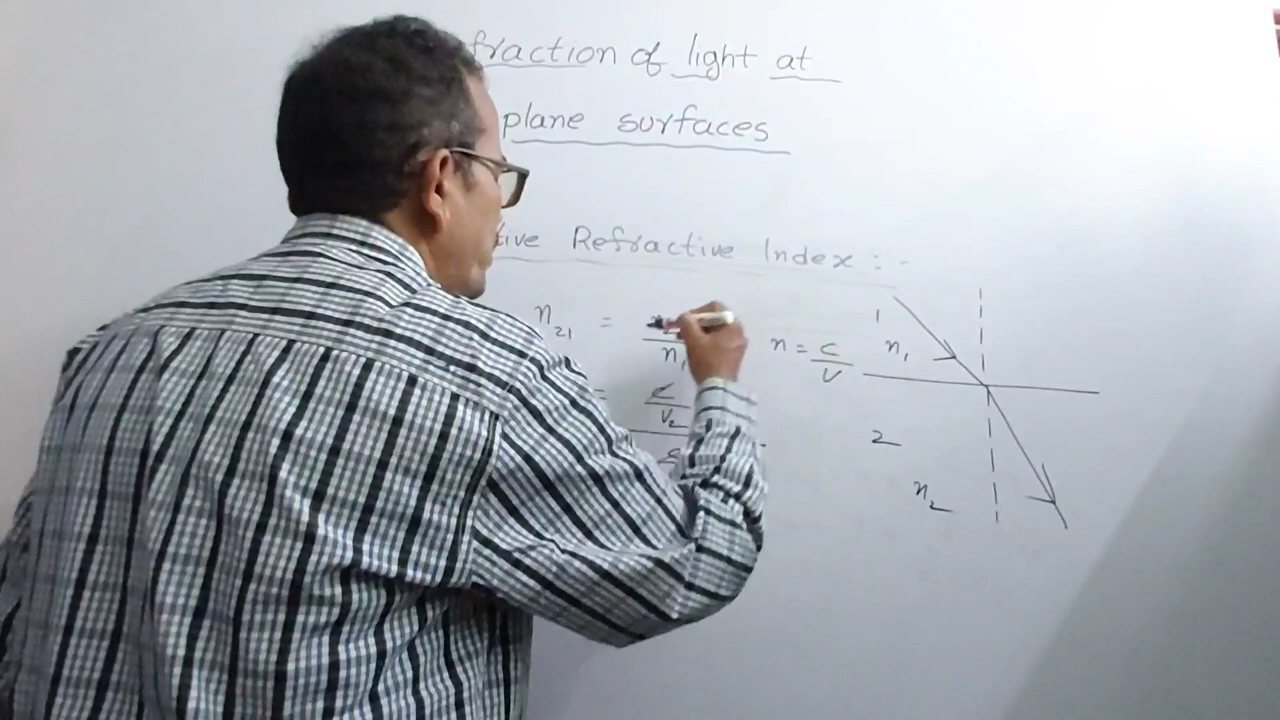 fraction of light at
plane surfaces
tive Refractive Index :-
n₂₁ =
n₁
n = c/v
= c/v₂
1
n₁
2
n₂